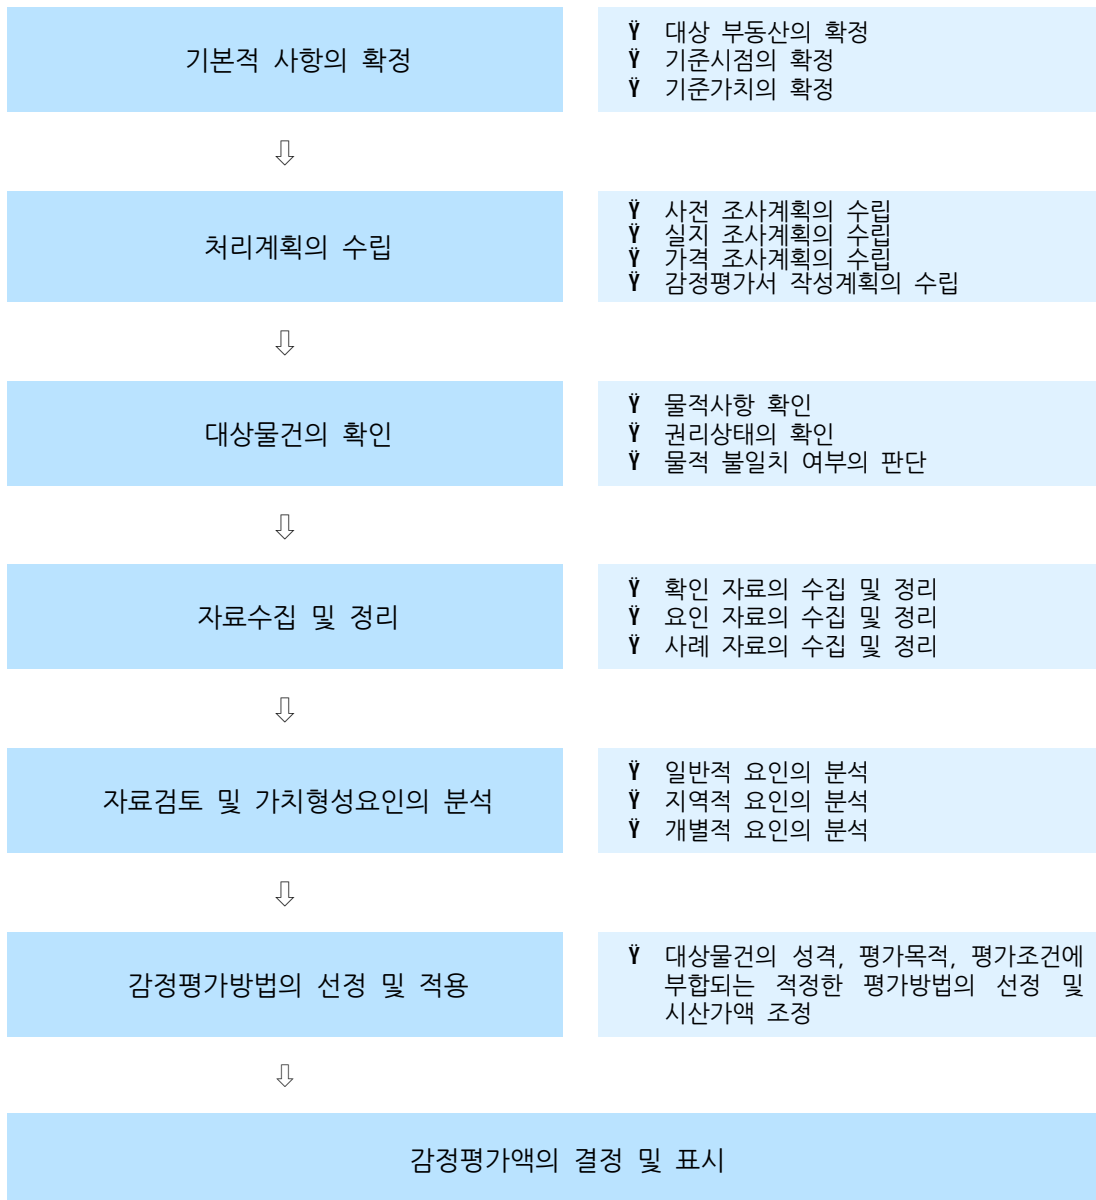 기본적 사항의 확정
Ÿ 대상 부동산의 확정
Ÿ 기준시점의 확정
Ÿ 기준가치의 확정
⇩
처리계획의 수립
Ÿ 사전 조사계획의 수립
Ÿ 실지 조사계획의 수립
Ÿ 가격 조사계획의 수립
Ÿ 감정평가서 작성계획의 수립
⇩
대상물건의 확인
Ÿ 물적사항 확인
Ÿ 권리상태의 확인
Ÿ 물적 불일치 여부의 판단
⇩
자료수집 및 정리
Ÿ 확인 자료의 수집 및 정리
Ÿ 요인 자료의 수집 및 정리
Ÿ 사례 자료의 수집 및 정리
⇩
자료검토 및 가치형성요인의 분석
Ÿ 일반적 요인의 분석
Ÿ 지역적 요인의 분석
Ÿ 개별적 요인의 분석
⇩
감정평가방법의 선정 및 적용
Ÿ 대상물건의 성격, 평가목적, 평가조건에
부합되는 적정한 평가방법의 선정 및
시산가액 조정
⇩
감정평가액의 결정 및 표시